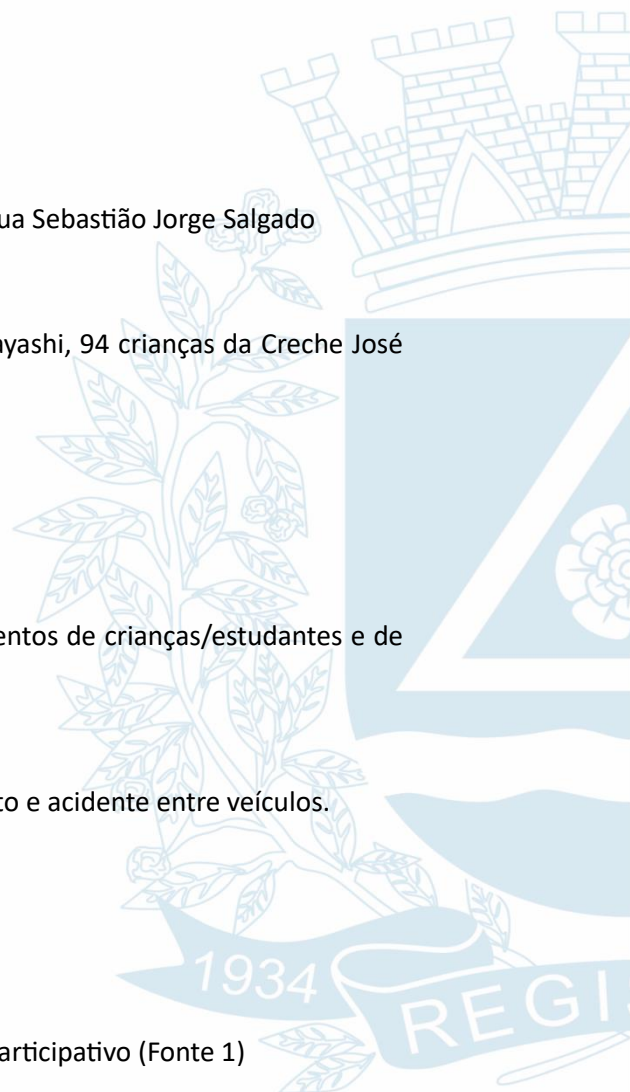 ua Sebastião Jorge Salgado
ayashi, 94 crianças da Creche José
entos de crianças/estudantes e de
to e acidente entre veículos.
1934
REGI
articipativo (Fonte 1)